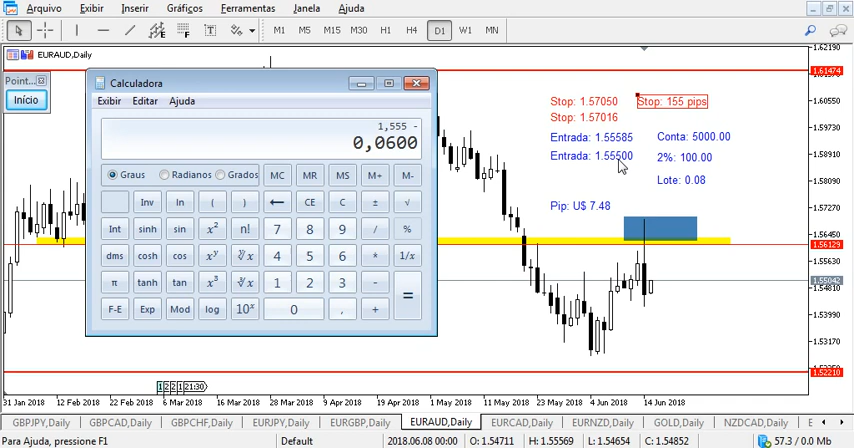 Arquivo Exibir Inserir Gráficos Ferramentas Janela Ajuda
E F T M1 M5 M15 M30 H1 H4 D1 W1 MN
EURAUD,Daily
Point...
Início
Calculadora
Exibir Editar Ajuda
1,555 -
0,0600
Graus Radianos Grados MC MR MS M+ M-
Inv ln ( ) ← CE C ± √
Int sinh sin x² n! 7 8 9 / %
dms cosh cos xʸ ʸ√x 4 5 6 * 1/x
π tanh tan x³ ³√x 1 2 3 - =
F-E Exp Mod log 10ˣ 0 , +
Stop: 1.57050 Stop: 155 pips
Stop: 1.57016
Entrada: 1.55585 Conta: 5000.00
Entrada: 1.55500 2%: 100.00
Lote: 0.08
Pip: U$ 7.48
1.62190
1.61474
1.60555
1.59730
1.58910
1.58090
1.57270
1.56450
1.56129
1.55630
1.55042
1.54810
1.53990
1.53170
1.52210
1 2 2 1 21:30
31 Jan 2018 12 Feb 2018 22 Feb 2018 6 Mar 2018 16 Mar 2018 28 Mar 2018 9 Apr 2018 19 Apr 2018 1 May 2018 11 May 2018 23 May 2018 4 Jun 2018 14 Jun 2018
GBPJPY,Daily GBPCAD,Daily GBPCHF,Daily EURJPY,Daily EURGBP,Daily EURAUD,Daily EURCAD,Daily EURNZD,Daily GOLD,Daily NZDCAD,Daily
Para Ajuda, pressione F1 Default 2018.06.08 00:00 O: 1.54711 H: 1.55569 L: 1.54654 C: 1.54852 57.3 / 0.0 Mb